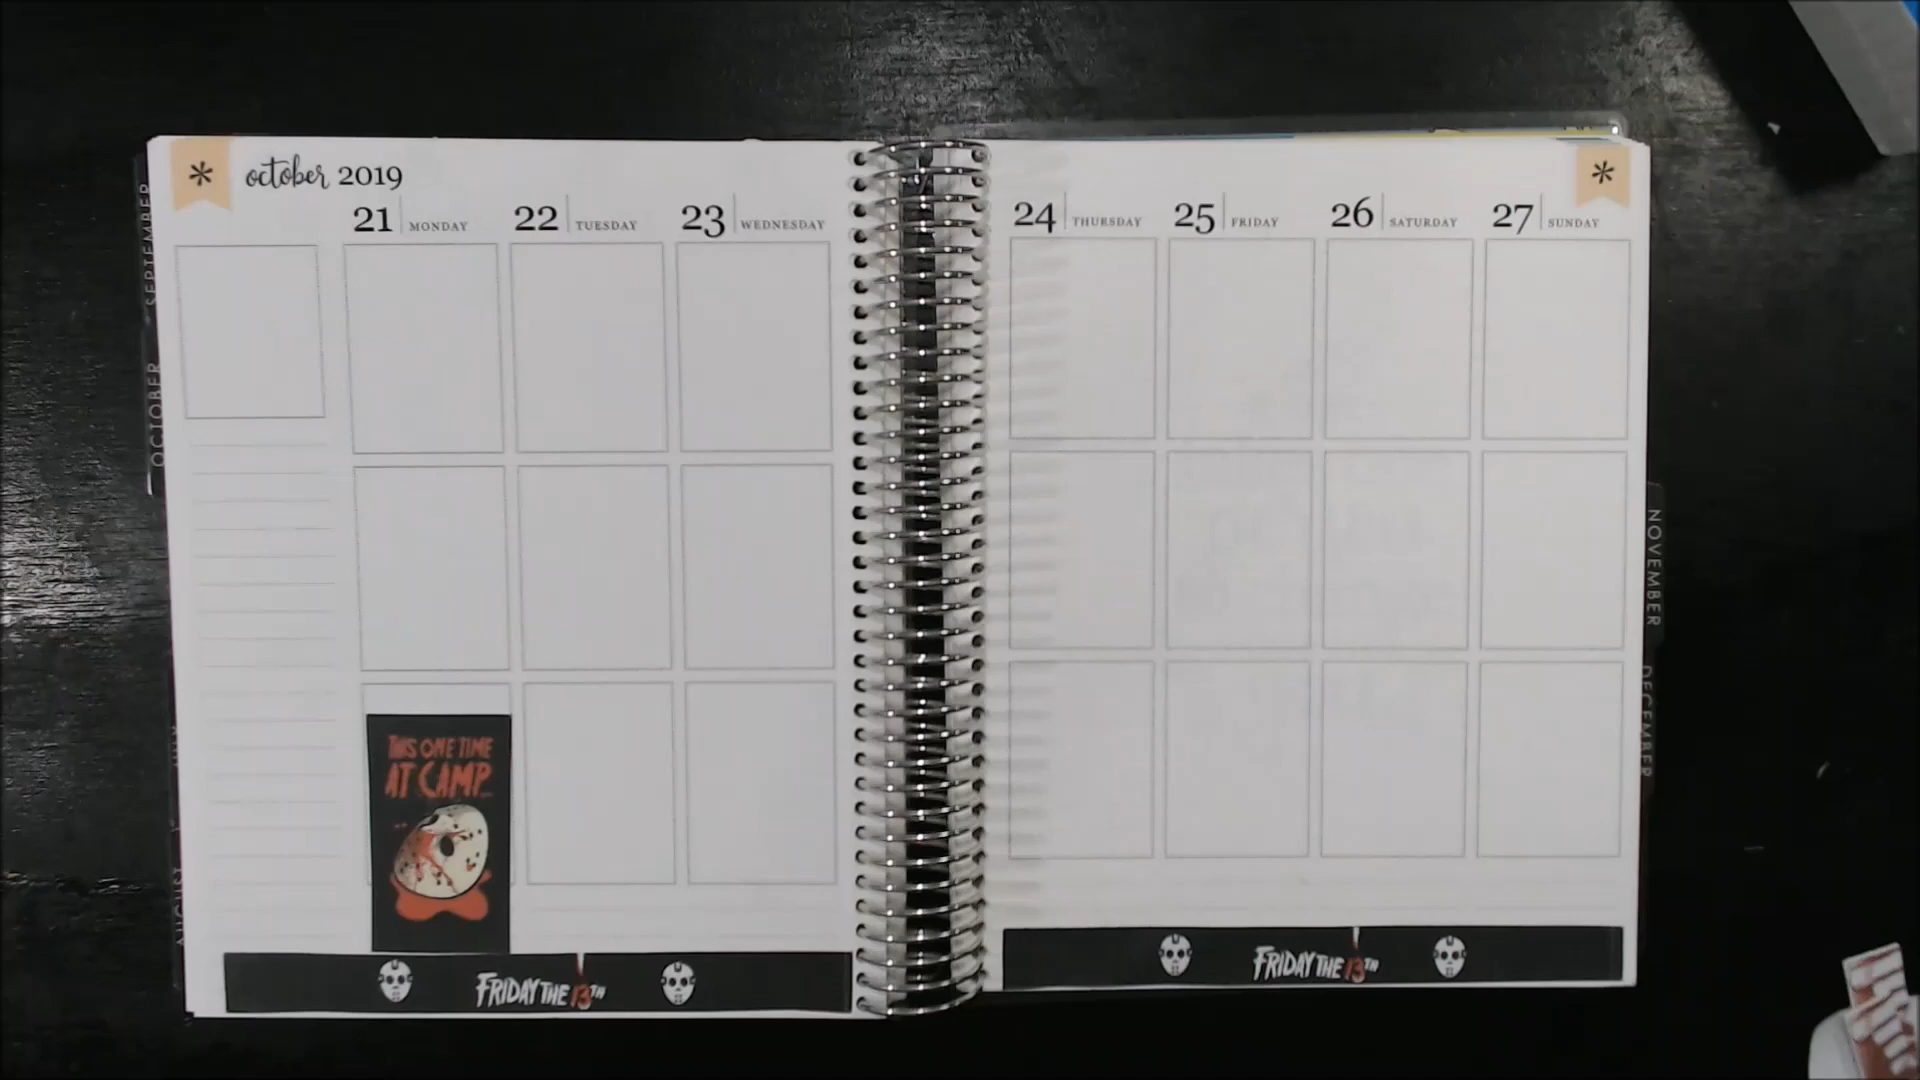 * october 2019 *
21 MONDAY 22 TUESDAY 23 WEDNESDAY 24 THURSDAY 25 FRIDAY 26 SATURDAY 27 SUNDAY
SEPTEMBER
OCTOBER
AUGUST
NOVEMBER
DECEMBER
THIS ONE TIME
AT CAMP...
FRIDAY THE 13TH
FRIDAY THE 13TH